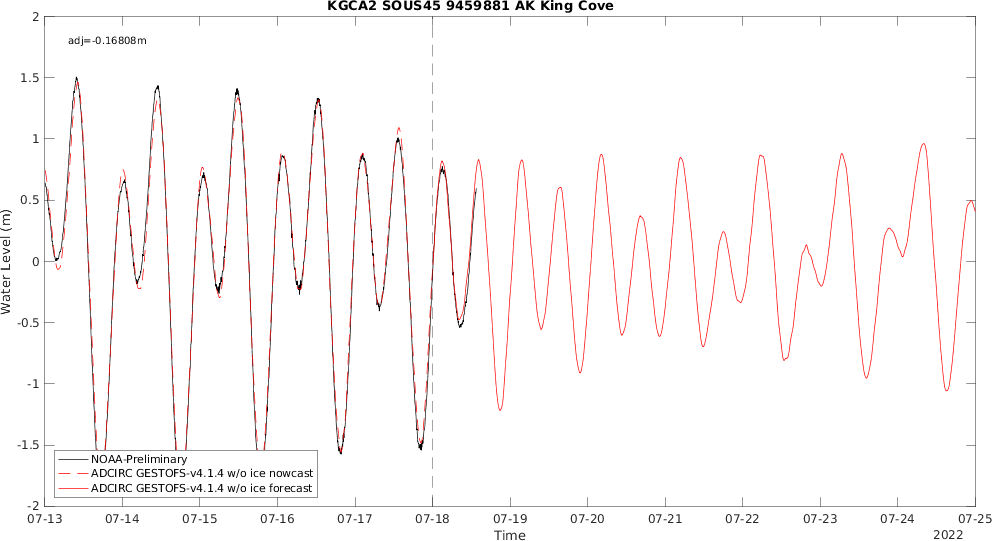 KGCA2 SOUS45 9459881 AK King Cove
adj=-0.16808m
2
1.5
1
0.5
0
-0.5
-1
-1.5
-2
Water Level (m)
NOAA-Preliminary
ADCIRC GESTOFS-v4.1.4 w/o ice nowcast
ADCIRC GESTOFS-v4.1.4 w/o ice forecast
07-13 07-14 07-15 07-16 07-17 07-18 07-19 07-20 07-21 07-22 07-23 07-24 07-25
Time
2022